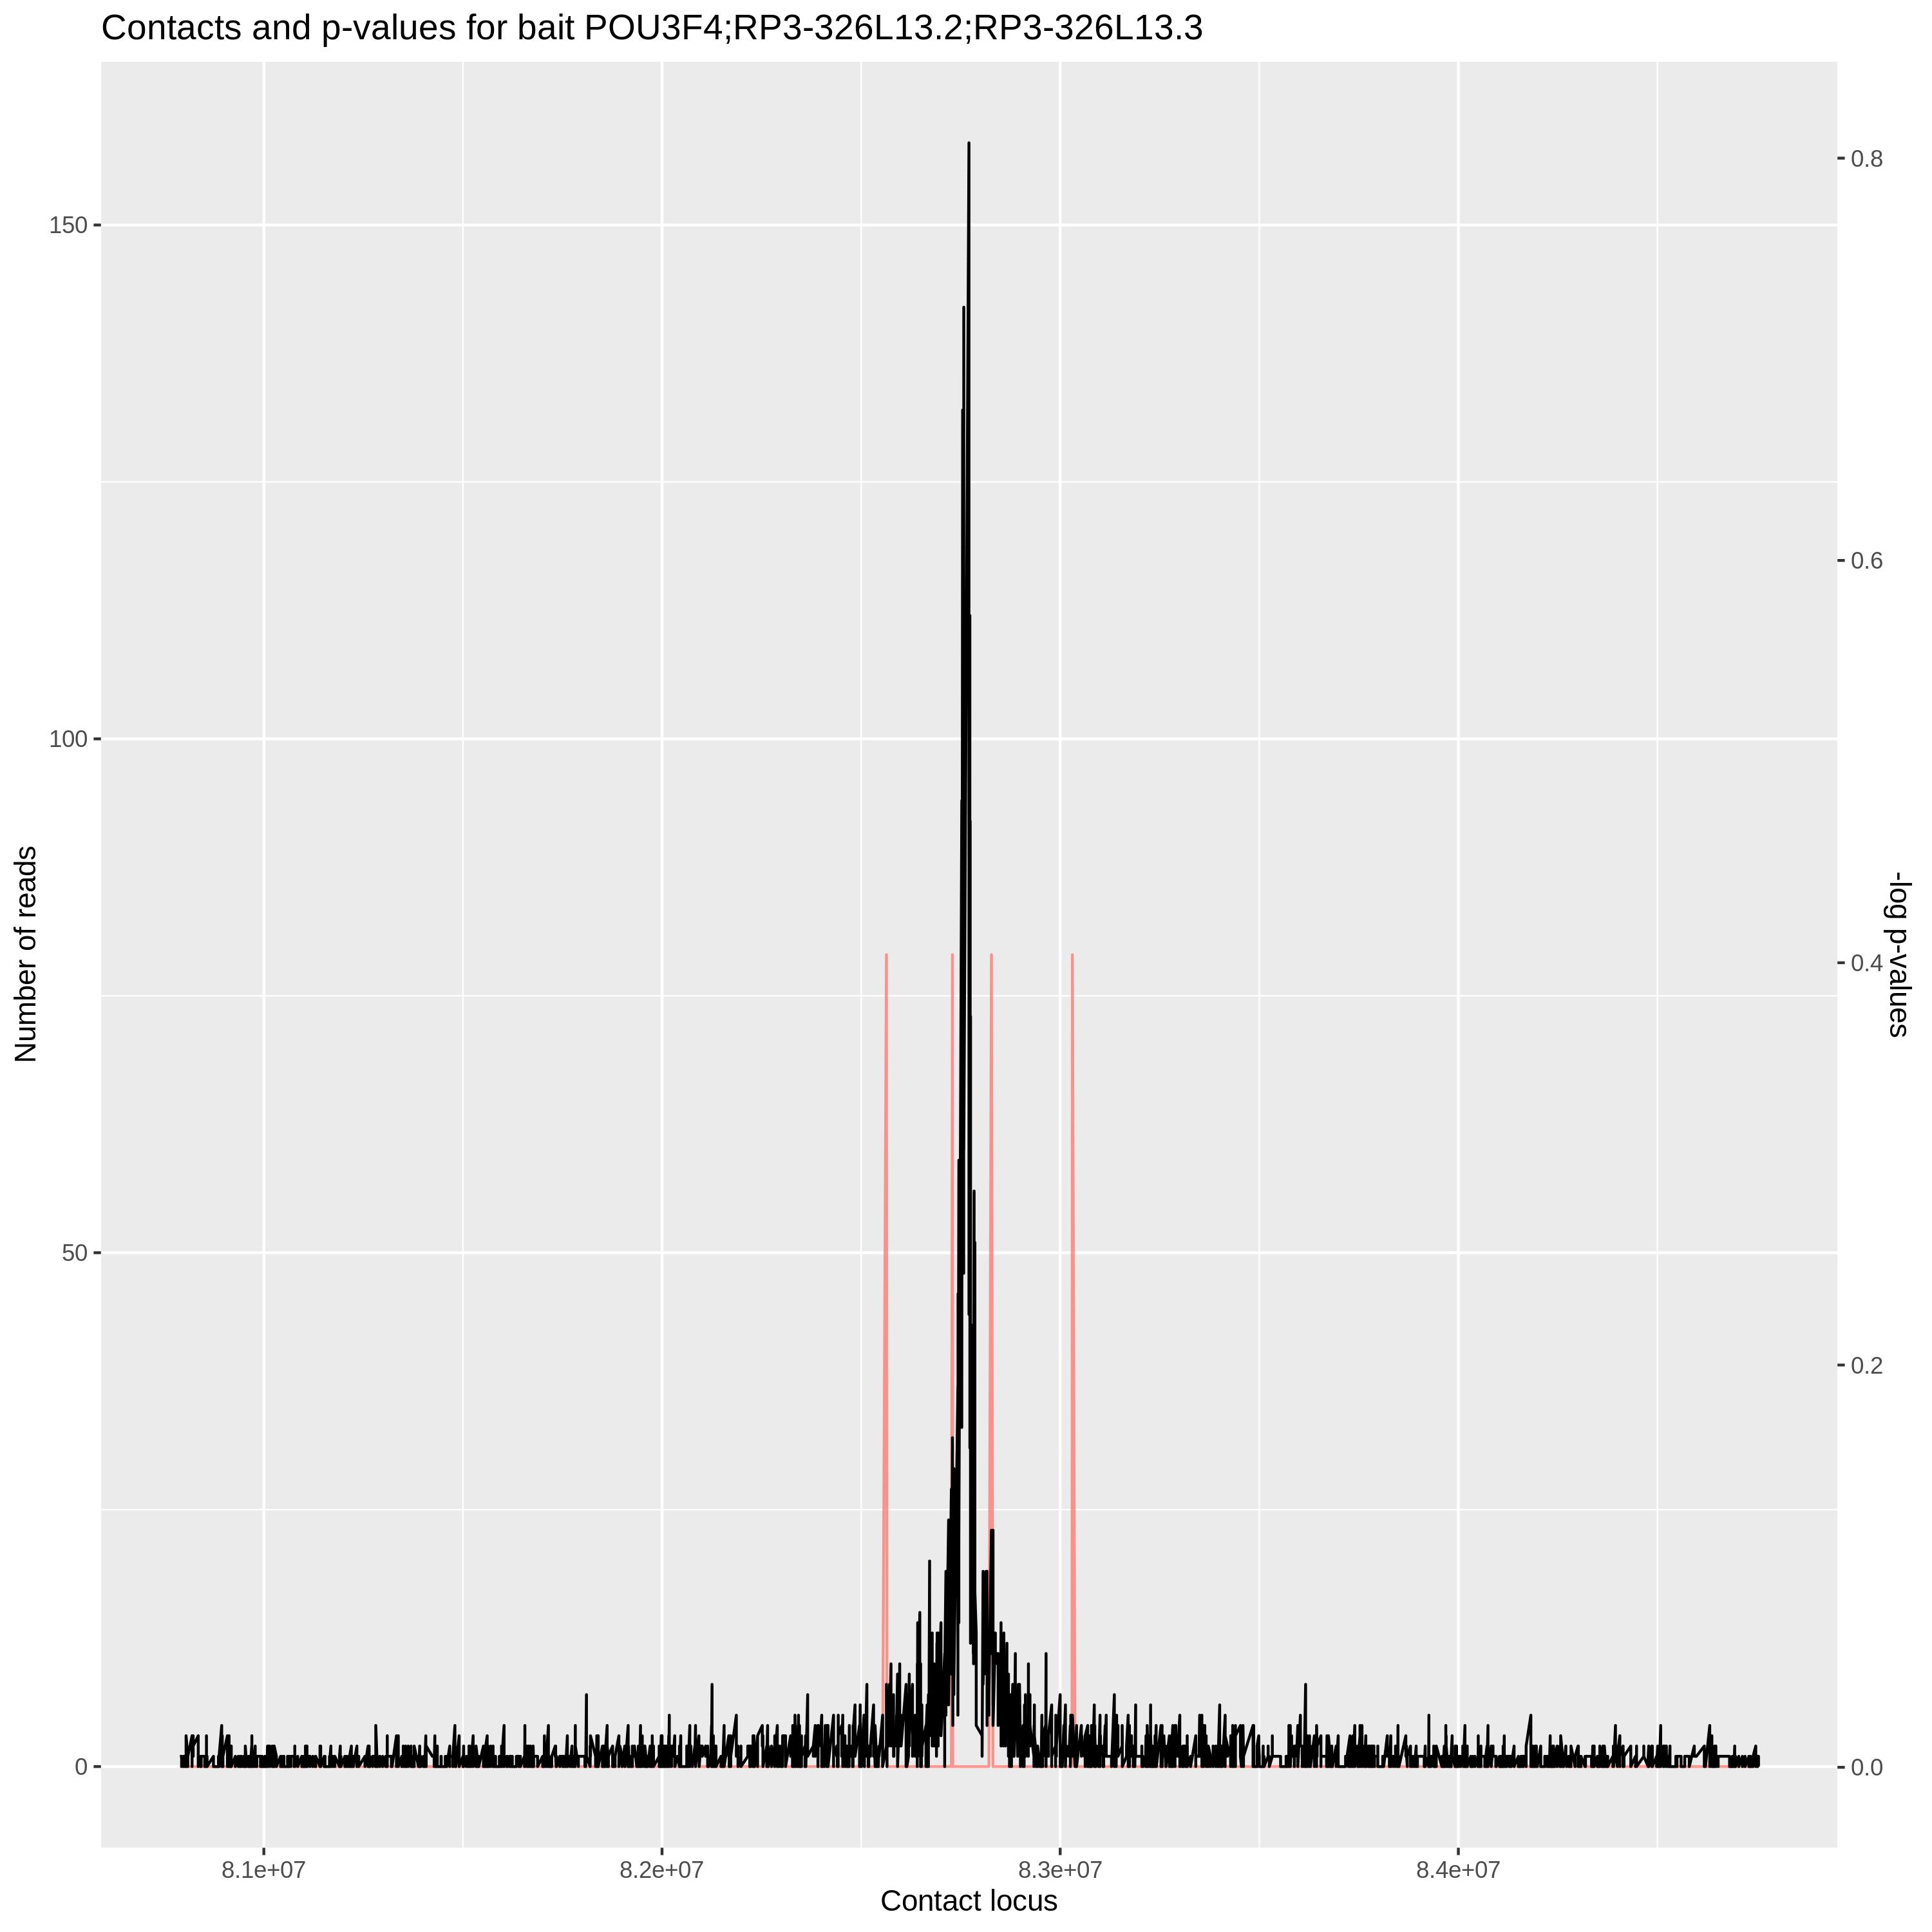 Contacts and p-values for bait POU3F4;RP3-326L13.2;RP3-326L13.3
150
100
50
0
Number of reads
0.8
0.6
0.4
0.2
0.0
-log p-values
8.1e+07
8.2e+07
8.3e+07
8.4e+07
Contact locus